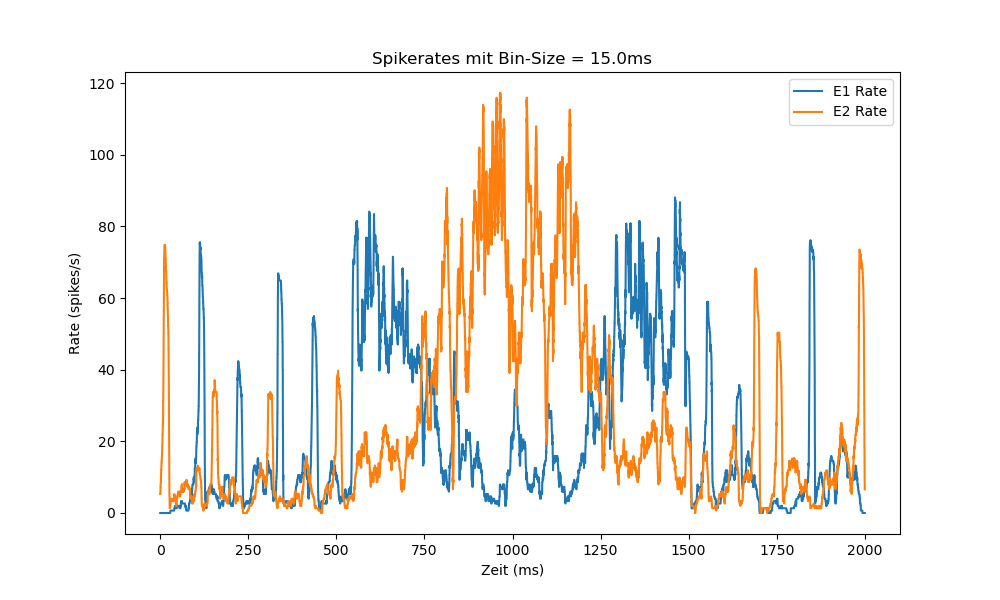 Spikerates mit Bin-Size = 15.0ms
E1 Rate
E2 Rate
Rate (spikes/s)
120
100
80
60
40
20
0
0 250 500 750 1000 1250 1500 1750 2000
Zeit (ms)